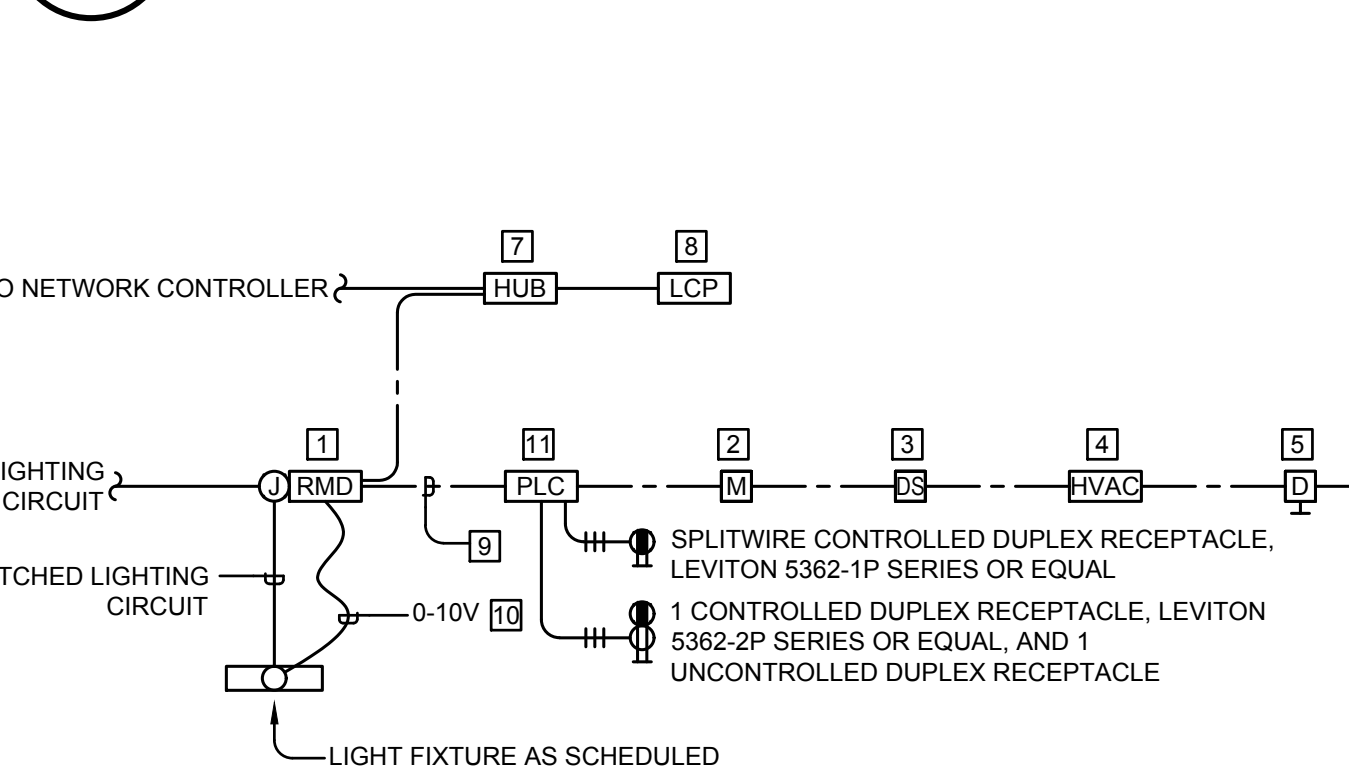 7
8
O NETWORK CONTROLLER
HUB
LCP
1
11
2
3
4
5
IGHTING
CIRCUIT
J
RMD
PLC
M
DS
HVAC
D
9
SPLITWIRE CONTROLLED DUPLEX RECEPTACLE,
LEVITON 5362-1P SERIES OR EQUAL
TCHED LIGHTING
CIRCUIT
0-10V
10
1 CONTROLLED DUPLEX RECEPTACLE, LEVITON
5362-2P SERIES OR EQUAL, AND 1
UNCONTROLLED DUPLEX RECEPTACLE
LIGHT FIXTURE AS SCHEDULED